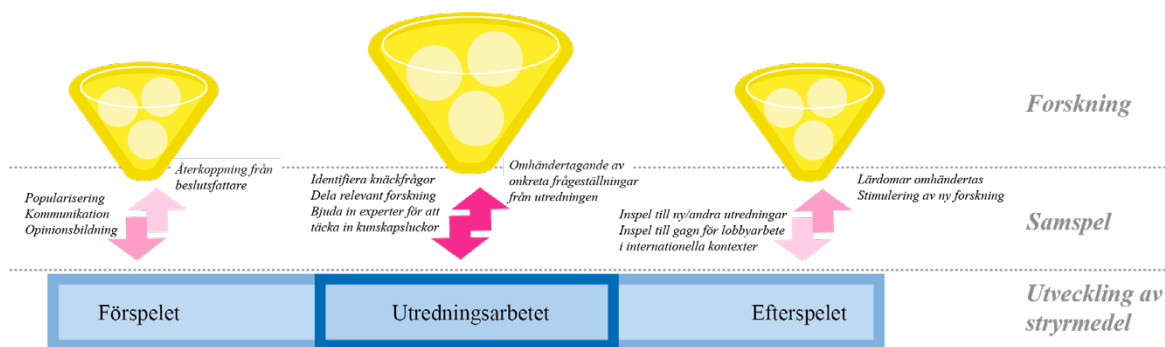 Forskning
Återkoppning från
beslutsfattare
Popularisering
Kommunikation
Opinionsbildning
Identifiera knäckfrågor
Dela relevant forskning
Bjuda in experter för att
täcka in kunskapsluckor
Omhändertagande av
onkreta frågeställningar
från utredningen
Inspel till ny/andra utredningar
Inspel till gagn för lobbyarbete
i internationella kontexter
Lärdomar omhändertas
Stimulering av ny forskning
Samspel
Förspelet
Utredningsarbetet
Efterspelet
Utveckling av
stryrmedel